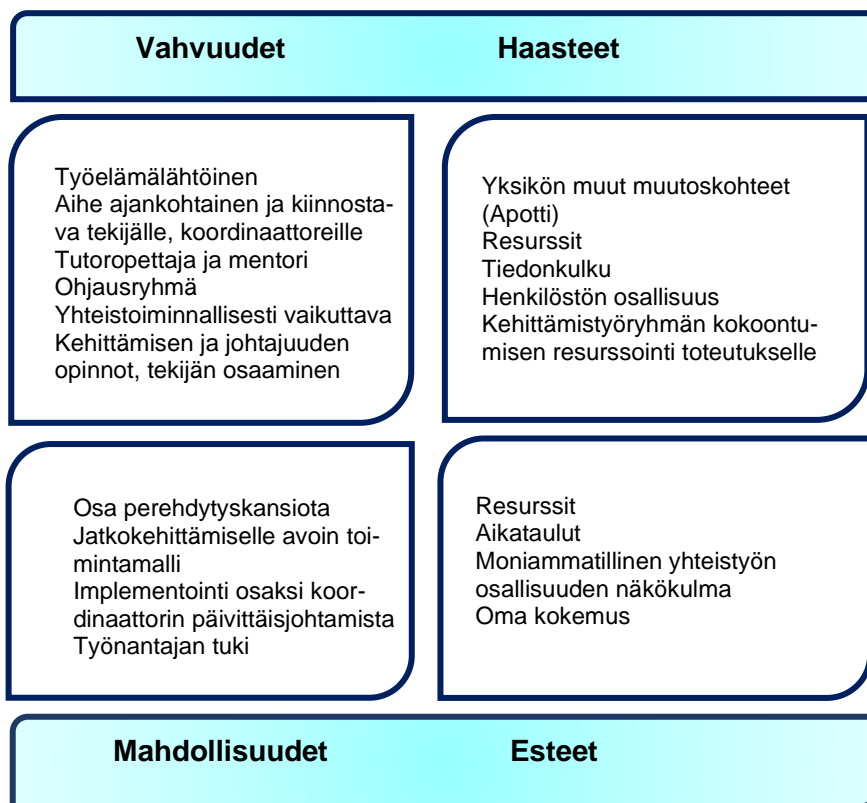 Vahvuudet
Haasteet
Työelämälähtöinen
Aihe ajankohtainen ja kiinnosta-
va tekijälle, koordinaattoreille
Tutoropettaja ja mentori
Ohjausryhmä
Yhteistoiminnallisesti vaikuttava
Kehittämisen ja johtajuuden
opinnot, tekijän osaaminen
Yksikön muut muutoskohteet
(Apotti)
Resurssit
Tiedonkulku
Henkilöstön osallisuus
Kehittämistyöryhmän kokoontu-
misen resurssointi toteutukselle
Osa perehdytyskansiota
Jatkokehittämiselle avoin toi-
mintamalli
Implementointi osaksi koor-
dinaattorin päivittäisjohtamista
Työnantajan tuki
Resurssit
Aikataulut
Moniammatillinen yhteistyön
osallisuuden näkökulma
Oma kokemus
Mahdollisuudet
Esteet